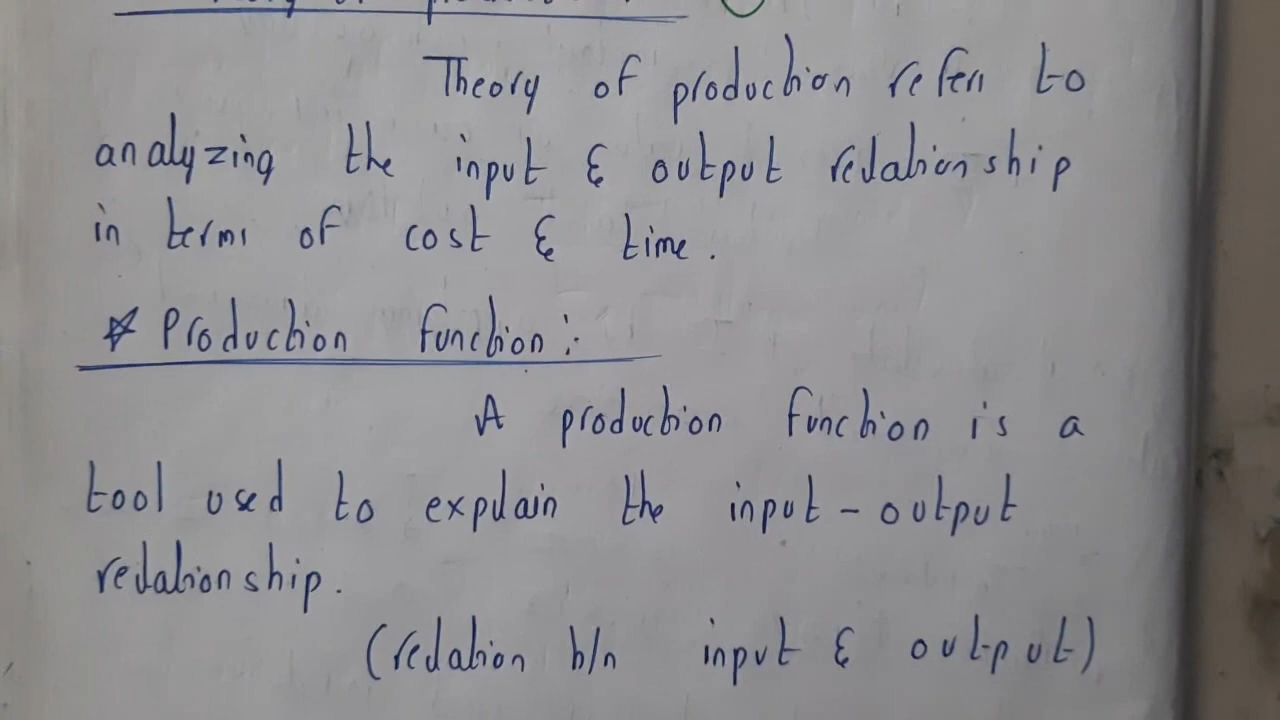 Theory of production refers to
analyzing the input & output relationship
in terms of cost & time.
☆ Production function :-
A production function is a
tool used to explain the input - output
relationship.
(relation b/n input & output)